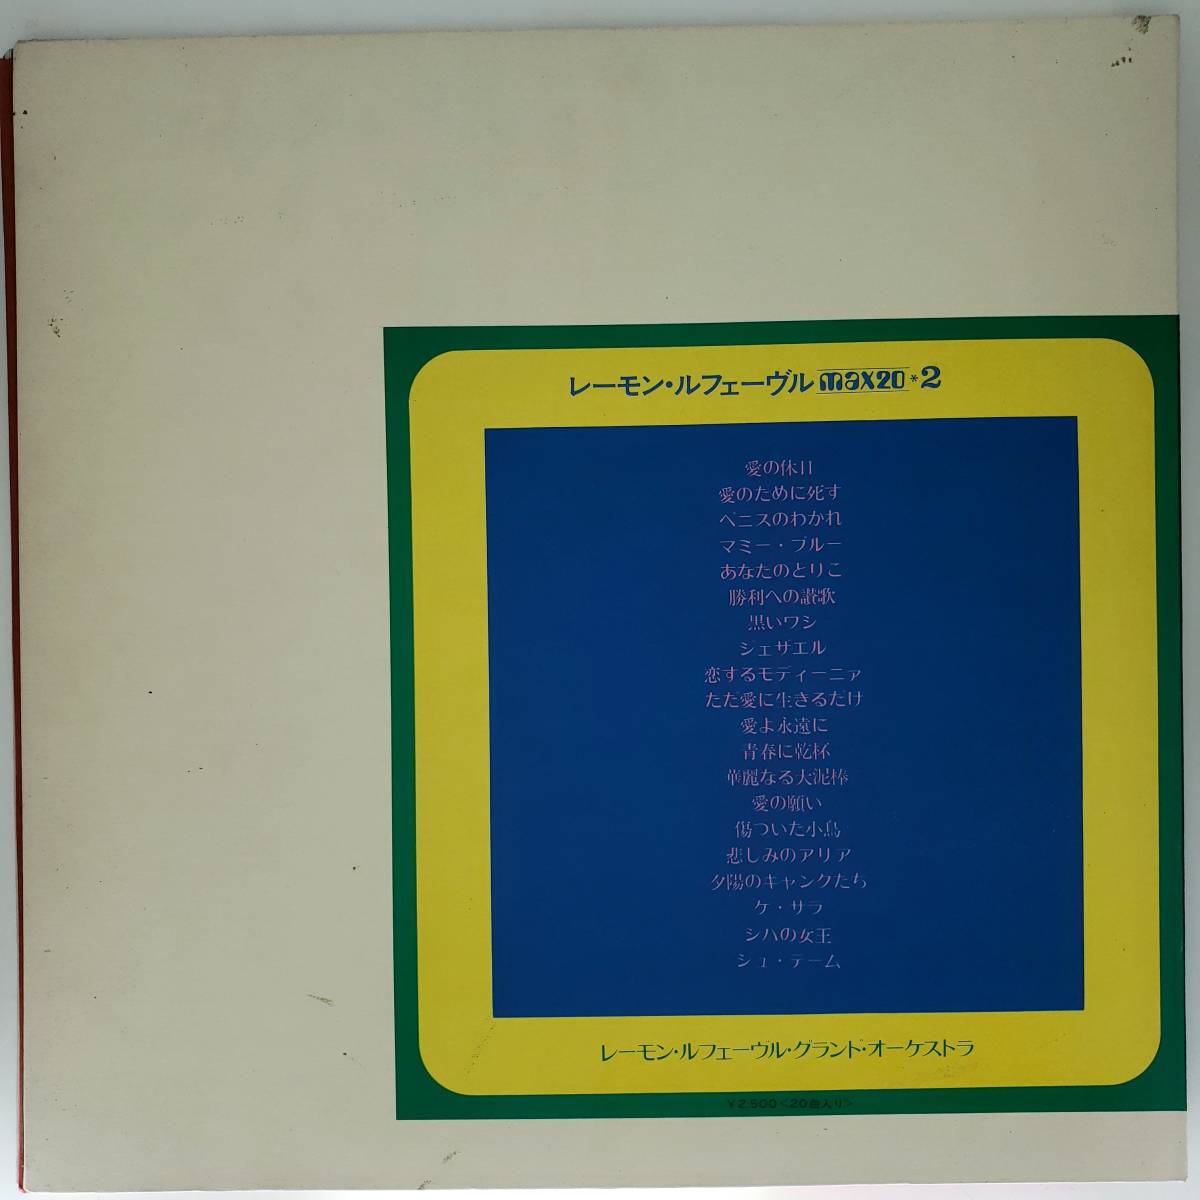 レーモン・ルフェーヴル max20*2
愛の休日
愛のために死す
ベニスのわかれ
マミー・ブルー
あなたのとりこ
勝利への讃歌
黒いワシ
ジェザエル
恋するモディーニァ
ただ愛に生きるだけ
愛よ永遠に
青春に乾杯
華麗なる大泥棒
愛の願い
傷ついた小鳥
悲しみのアリア
夕陽のギャングたち
ケ・サラ
シバの女王
ジュ・テーム
レーモン・ルフェーヴル・グランド・オーケストラ
¥2,500<20曲入り>